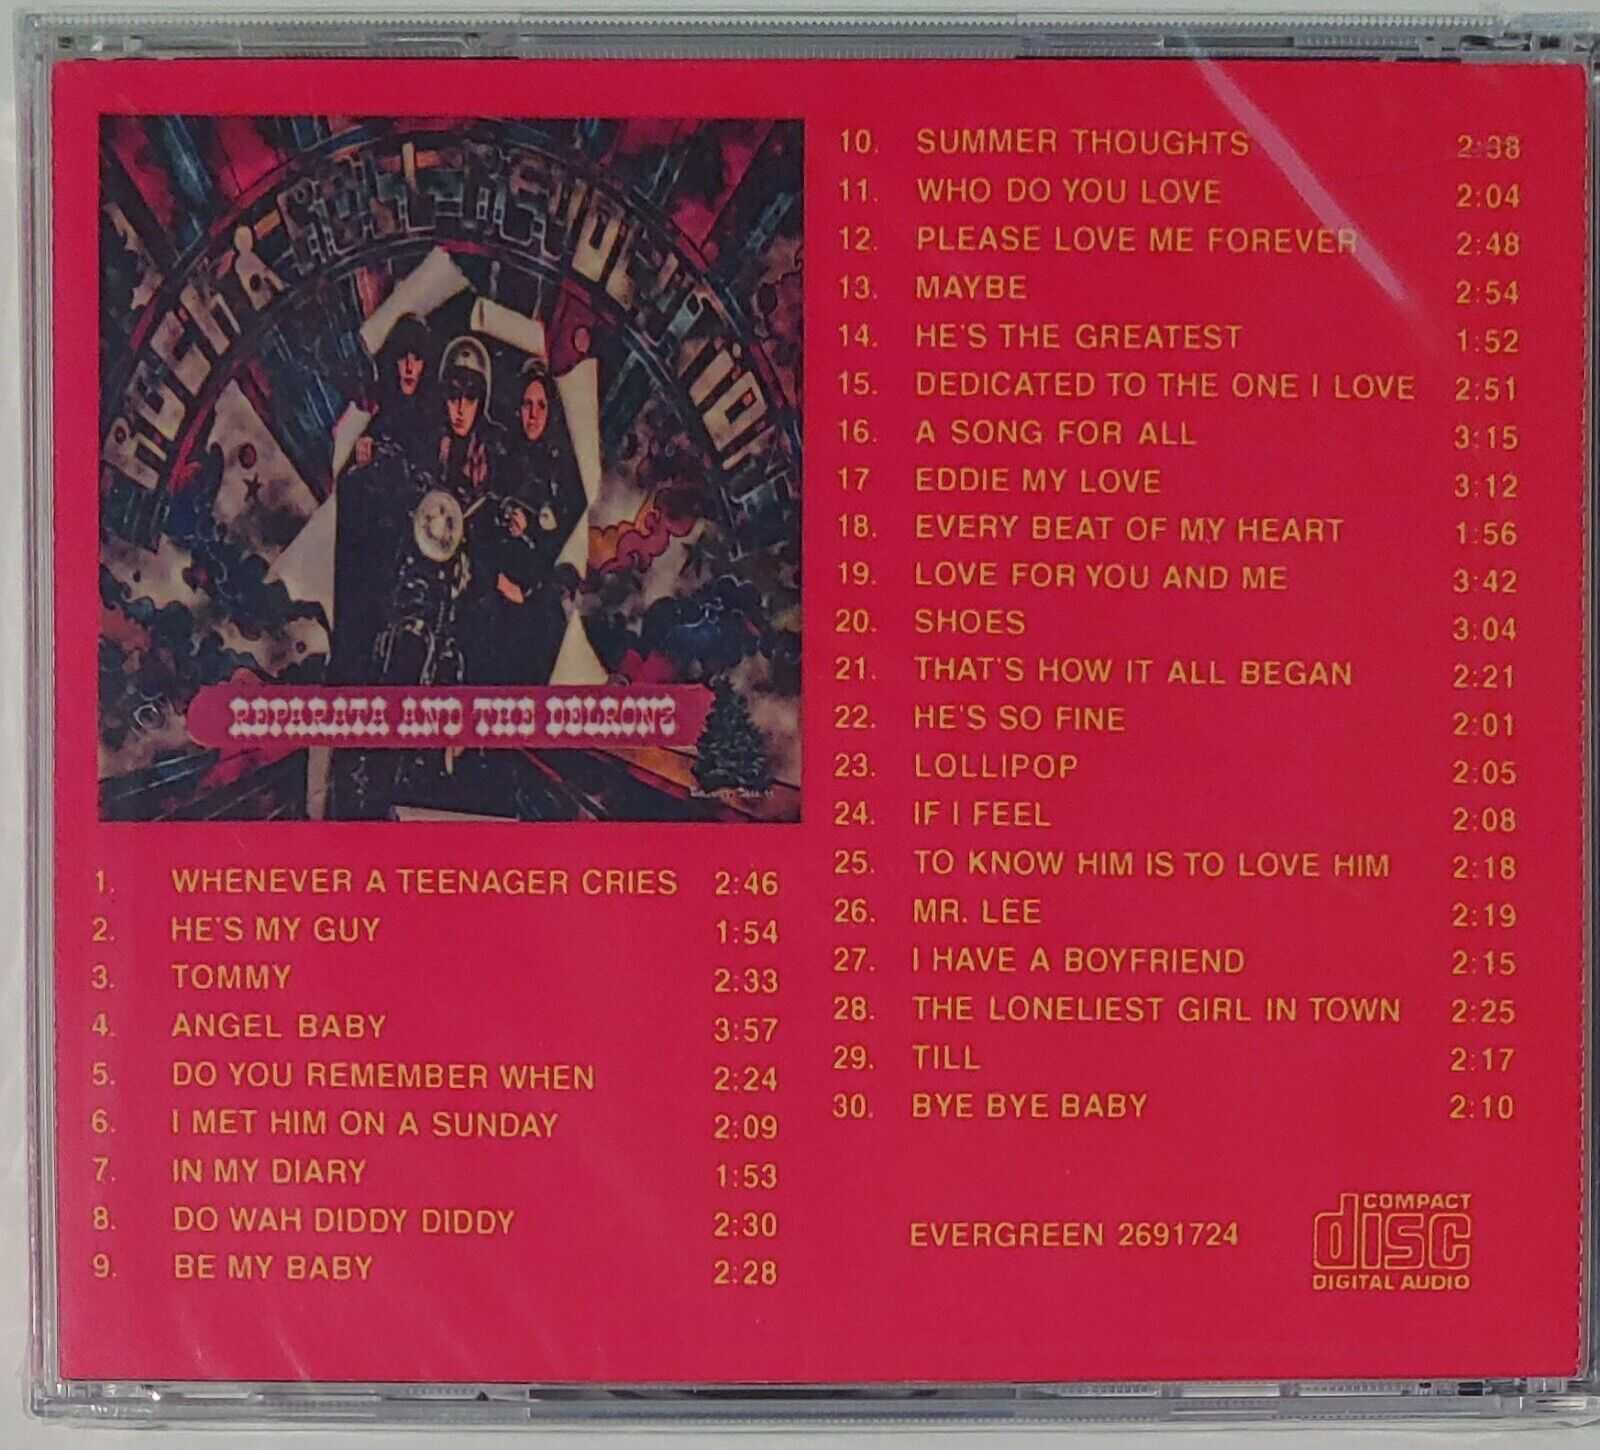 ROCK & ROLL REVOLUTION
REPARATA AND THE DELRONS
1. WHENEVER A TEENAGER CRIES 2:46
2. HE'S MY GUY 1:54
3. TOMMY 2:33
4. ANGEL BABY 3:57
5. DO YOU REMEMBER WHEN 2:24
6. I MET HIM ON A SUNDAY 2:09
7. IN MY DIARY 1:53
8. DO WAH DIDDY DIDDY 2:30
9. BE MY BABY 2:28
10. SUMMER THOUGHTS 2:38
11. WHO DO YOU LOVE 2:04
12. PLEASE LOVE ME FOREVER 2:48
13. MAYBE 2:54
14. HE'S THE GREATEST 1:52
15. DEDICATED TO THE ONE I LOVE 2:51
16. A SONG FOR ALL 3:15
17 EDDIE MY LOVE 3:12
18. EVERY BEAT OF MY HEART 1:56
19. LOVE FOR YOU AND ME 3:42
20. SHOES 3:04
21. THAT'S HOW IT ALL BEGAN 2:21
22. HE'S SO FINE 2:01
23. LOLLIPOP 2:05
24. IF I FEEL 2:08
25. TO KNOW HIM IS TO LOVE HIM 2:18
26. MR. LEE 2:19
27. I HAVE A BOYFRIEND 2:15
28. THE LONELIEST GIRL IN TOWN 2:25
29. TILL 2:17
30. BYE BYE BABY 2:10
EVERGREEN 2691724
COMPACT
disc
DIGITAL AUDIO